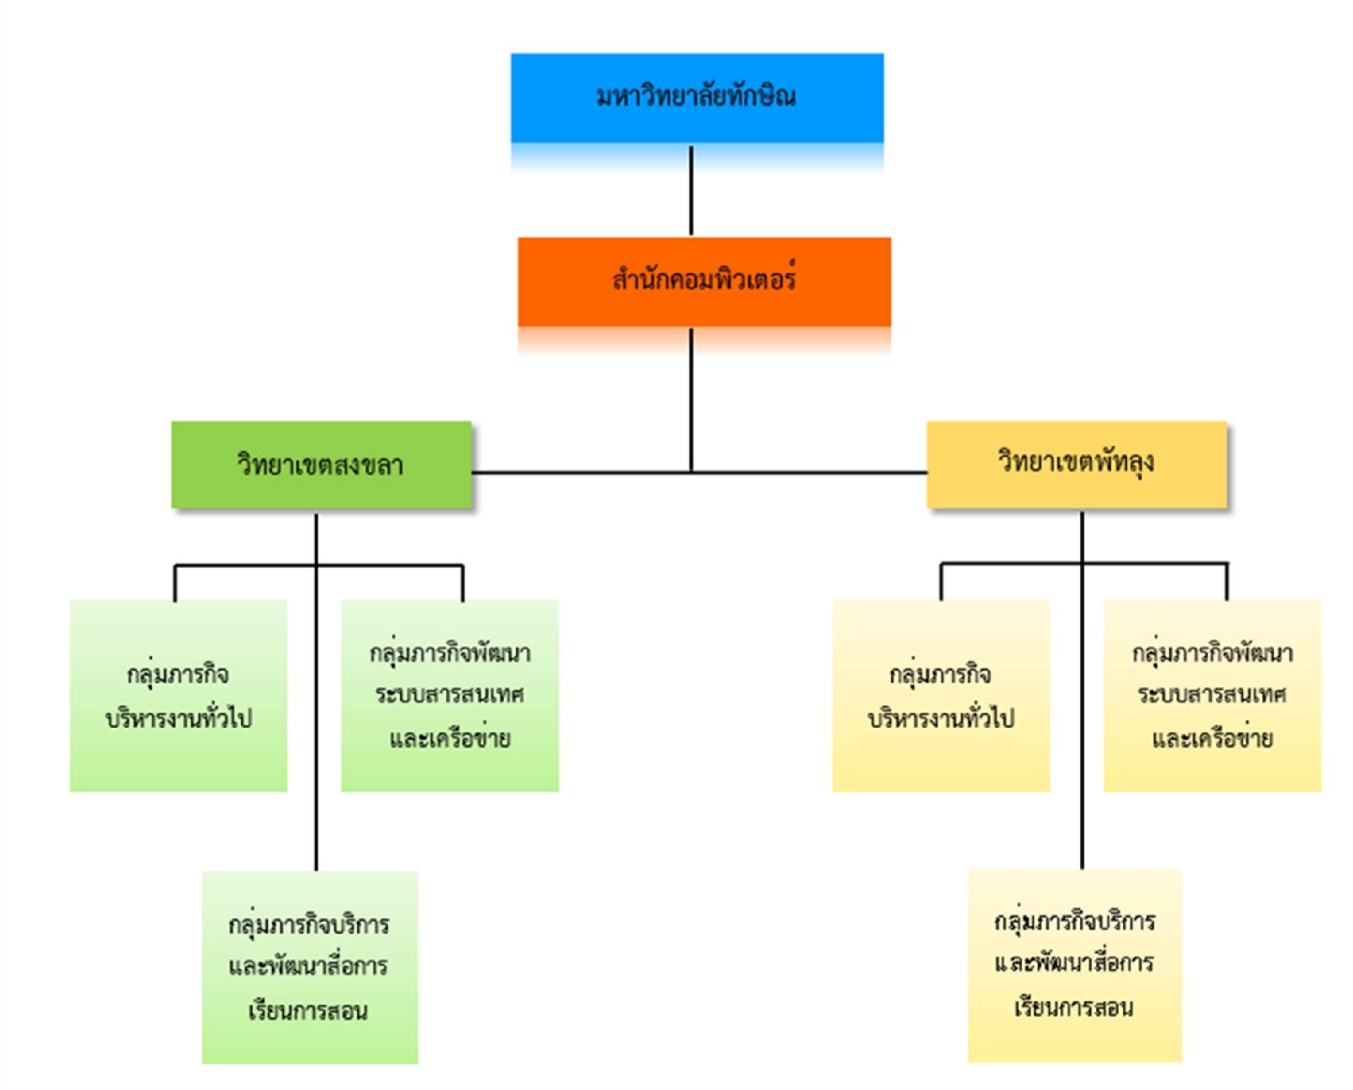 มหาวิทยาลัยทักษิณ
สำนักคอมพิวเตอร์
วิทยาเขตสงขลา
วิทยาเขตพัทลุง
กลุ่มภารกิจ
บริหารงานทั่วไป
กลุ่มภารกิจพัฒนา
ระบบสารสนเทศ
และเครือข่าย
กลุ่มภารกิจ
บริหารงานทั่วไป
กลุ่มภารกิจพัฒนา
ระบบสารสนเทศ
และเครือข่าย
กลุ่มภารกิจบริการ
และพัฒนาสื่อการ
เรียนการสอน
กลุ่มภารกิจบริการ
และพัฒนาสื่อการ
เรียนการสอน